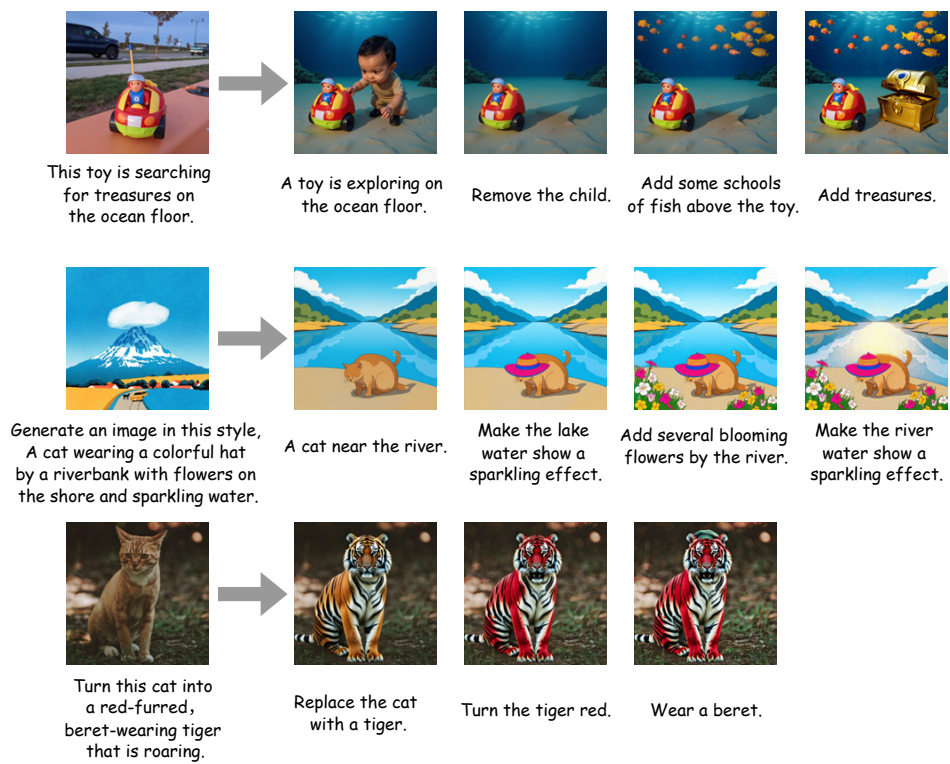 This toy is searching
for treasures on
the ocean floor.
A toy is exploring on
the ocean floor.
Remove the child.
Add some schools
of fish above the toy.
Add treasures.
Generate an image in this style,
A cat wearing a colorful hat
by a riverbank with flowers on
the shore and sparkling water.
A cat near the river.
Make the lake
water show a
sparkling effect.
Add several blooming
flowers by the river.
Make the river
water show a
sparkling effect.
Turn this cat into
a red-furred,
beret-wearing tiger
that is roaring.
Replace the cat
with a tiger.
Turn the tiger red.
Wear a beret.